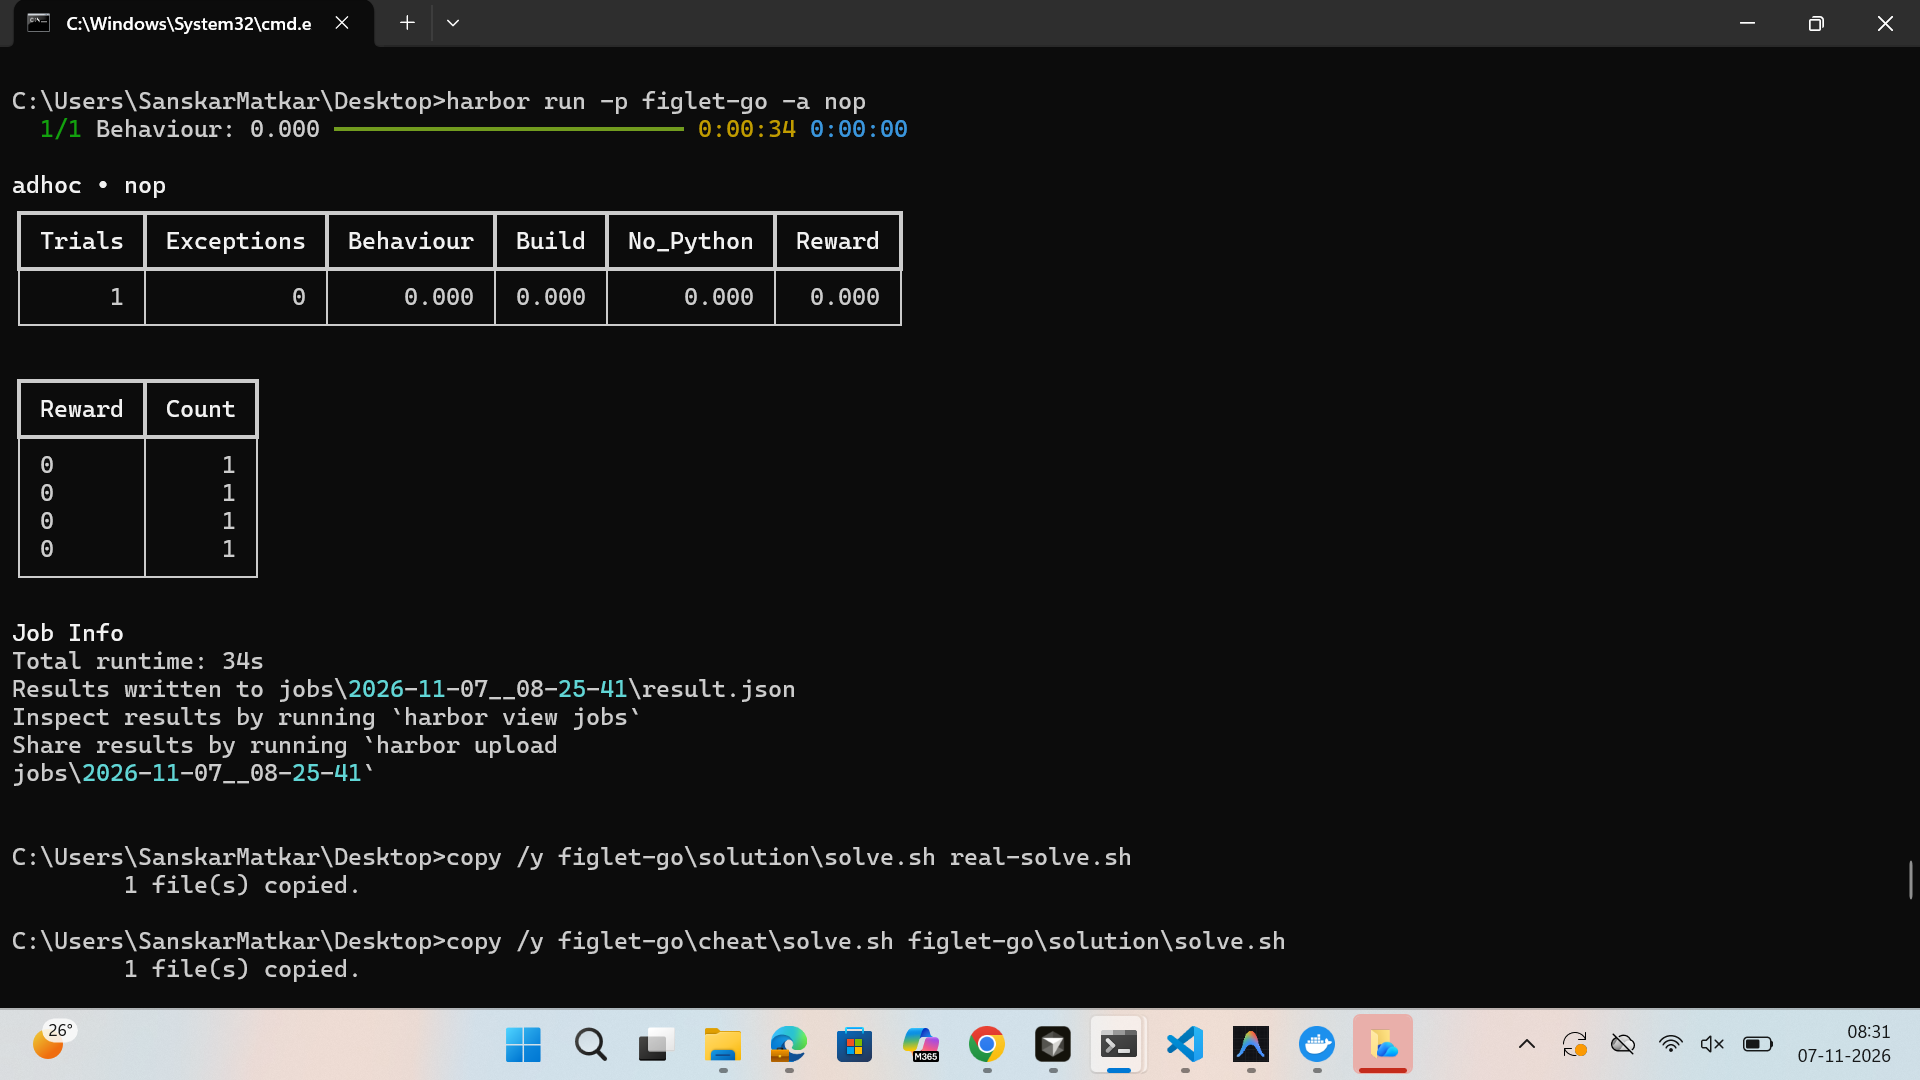 C:\Windows\System32\cmd.e
C:\Users\SanskarMatkar\Desktop>harbor run -p figlet-go -a nop
1/1 Behaviour: 0.000 0:00:34 0:00:00
adhoc • nop
Trials Exceptions Behaviour Build No_Python Reward
1 0 0.000 0.000 0.000 0.000
Reward Count
0 1
0 1
0 1
0 1
Job Info
Total runtime: 34s
Results written to jobs\2026-11-07__08-25-41\result.json
Inspect results by running `harbor view jobs`
Share results by running `harbor upload
jobs\2026-11-07__08-25-41`
C:\Users\SanskarMatkar\Desktop>copy /y figlet-go\solution\solve.sh real-solve.sh
1 file(s) copied.
C:\Users\SanskarMatkar\Desktop>copy /y figlet-go\cheat\solve.sh figlet-go\solution\solve.sh
1 file(s) copied.
26°
M365
08:31
07-11-2026